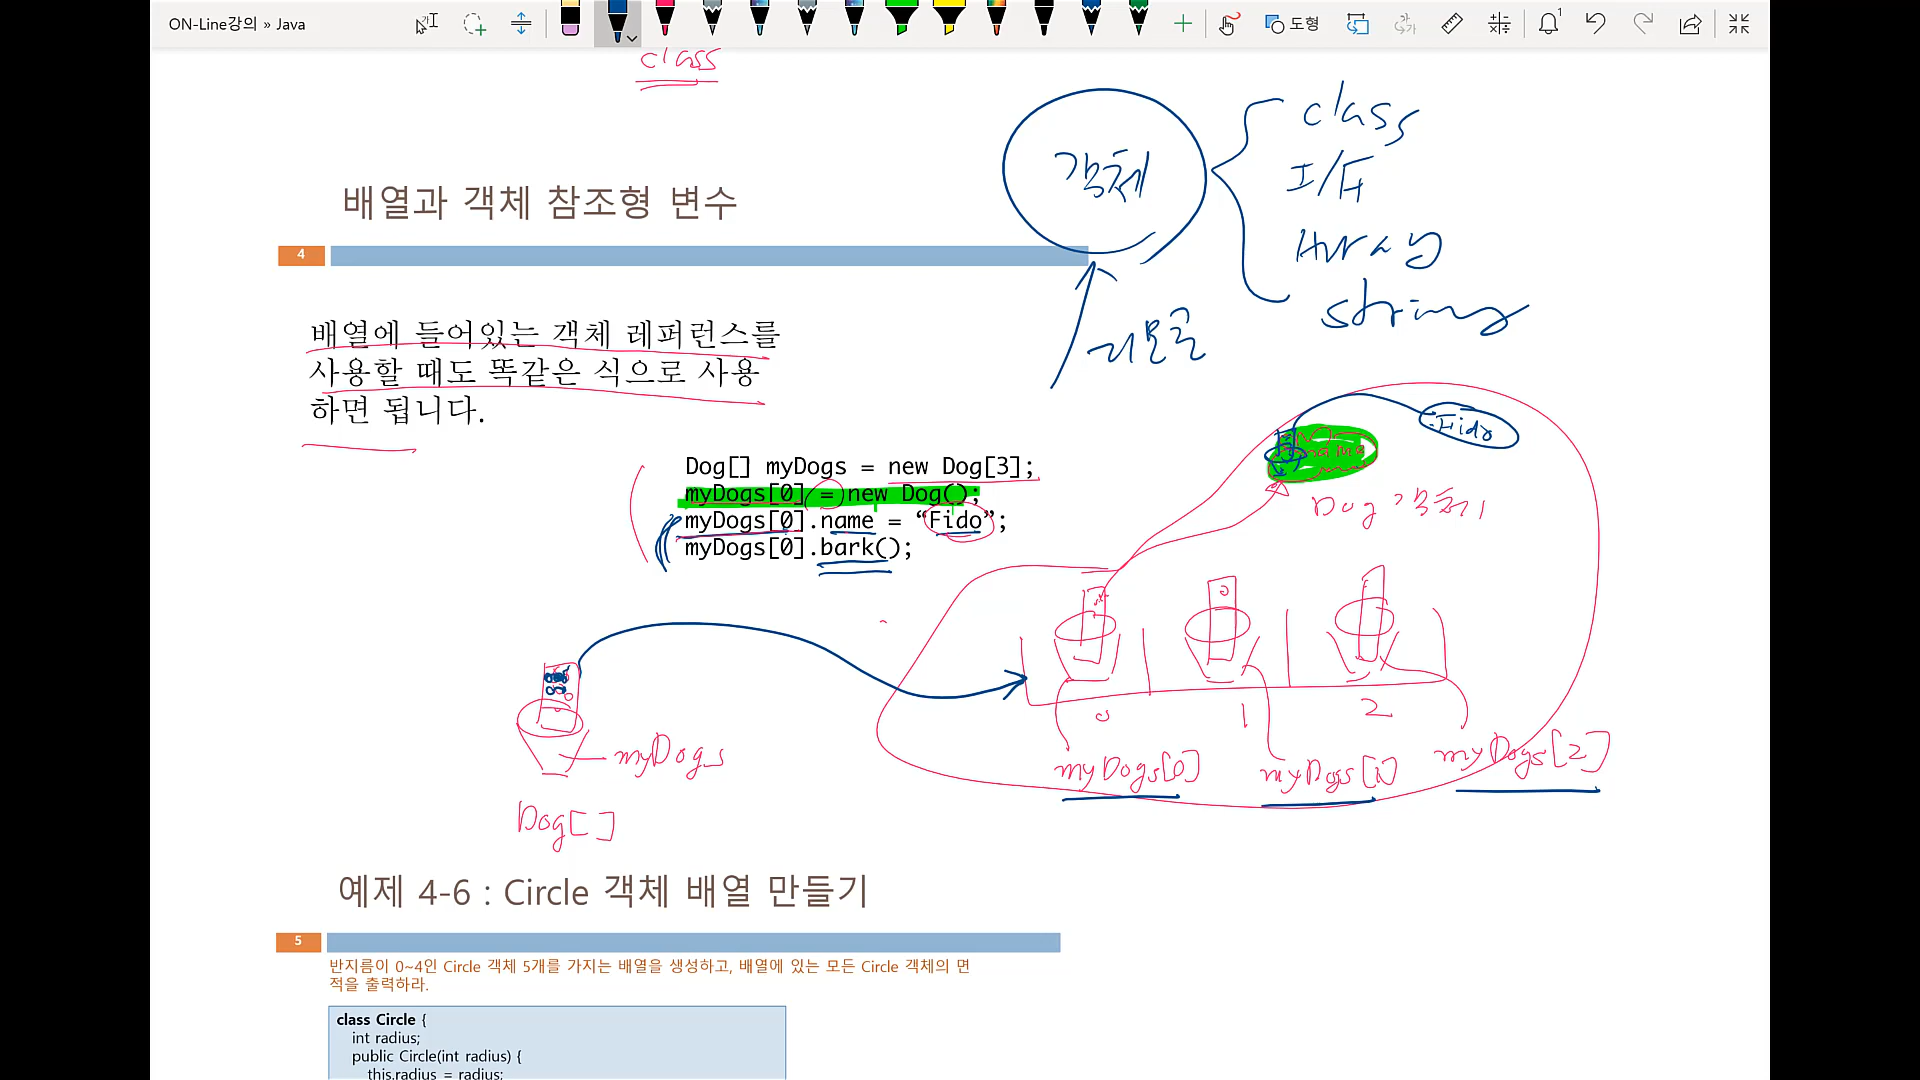 ON-Line강의 » Java
도형
class
객체
class
I/F
Array
string
리모콘
배열과 객체 참조형 변수
4
배열에 들어있는 객체 레퍼런스를
사용할 때도 똑같은 식으로 사용
하면 됩니다.
Dog[] myDogs = new Dog[3];
myDogs[0] = new Dog();
myDogs[0].name = “Fido”;
myDogs[0].bark();
Fido
name
Dog 객체
0 1 2
myDogs[0] myDogs[1] myDogs[2]
myDogs
Dog[ ]
예제 4-6 : Circle 객체 배열 만들기
5
반지름이 0~4인 Circle 객체 5개를 가지는 배열을 생성하고, 배열에 있는 모든 Circle 객체의 면
적을 출력하라.
class Circle {
int radius;
public Circle(int radius) {
this.radius = radius;